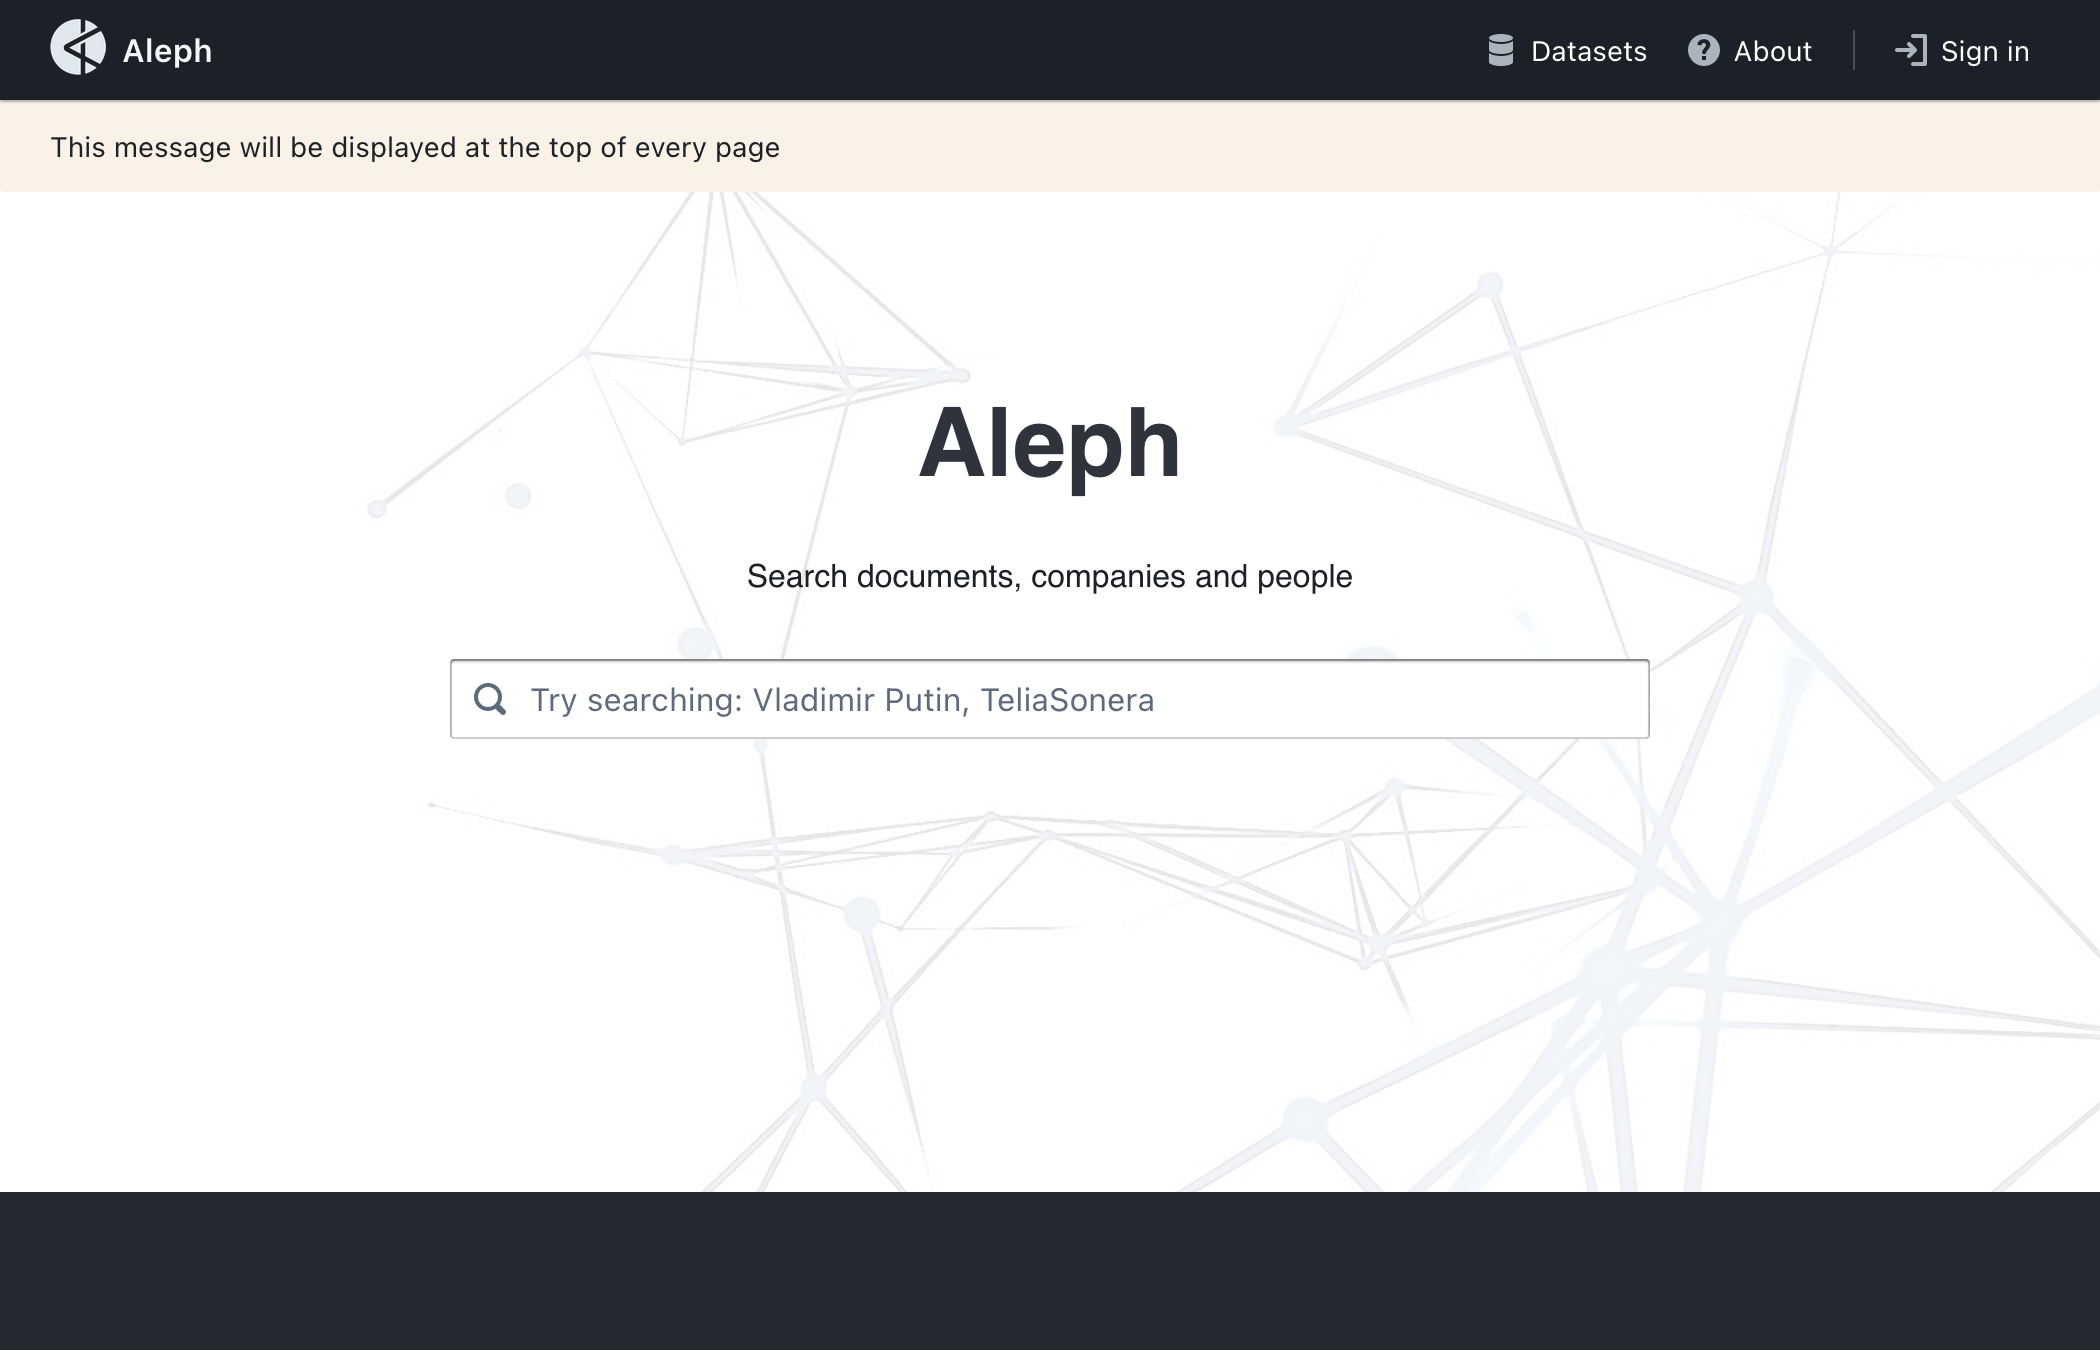 Aleph
Datasets
About
Sign in
This message will be displayed at the top of every page
Aleph
Search documents, companies and people
Try searching: Vladimir Putin, TeliaSonera